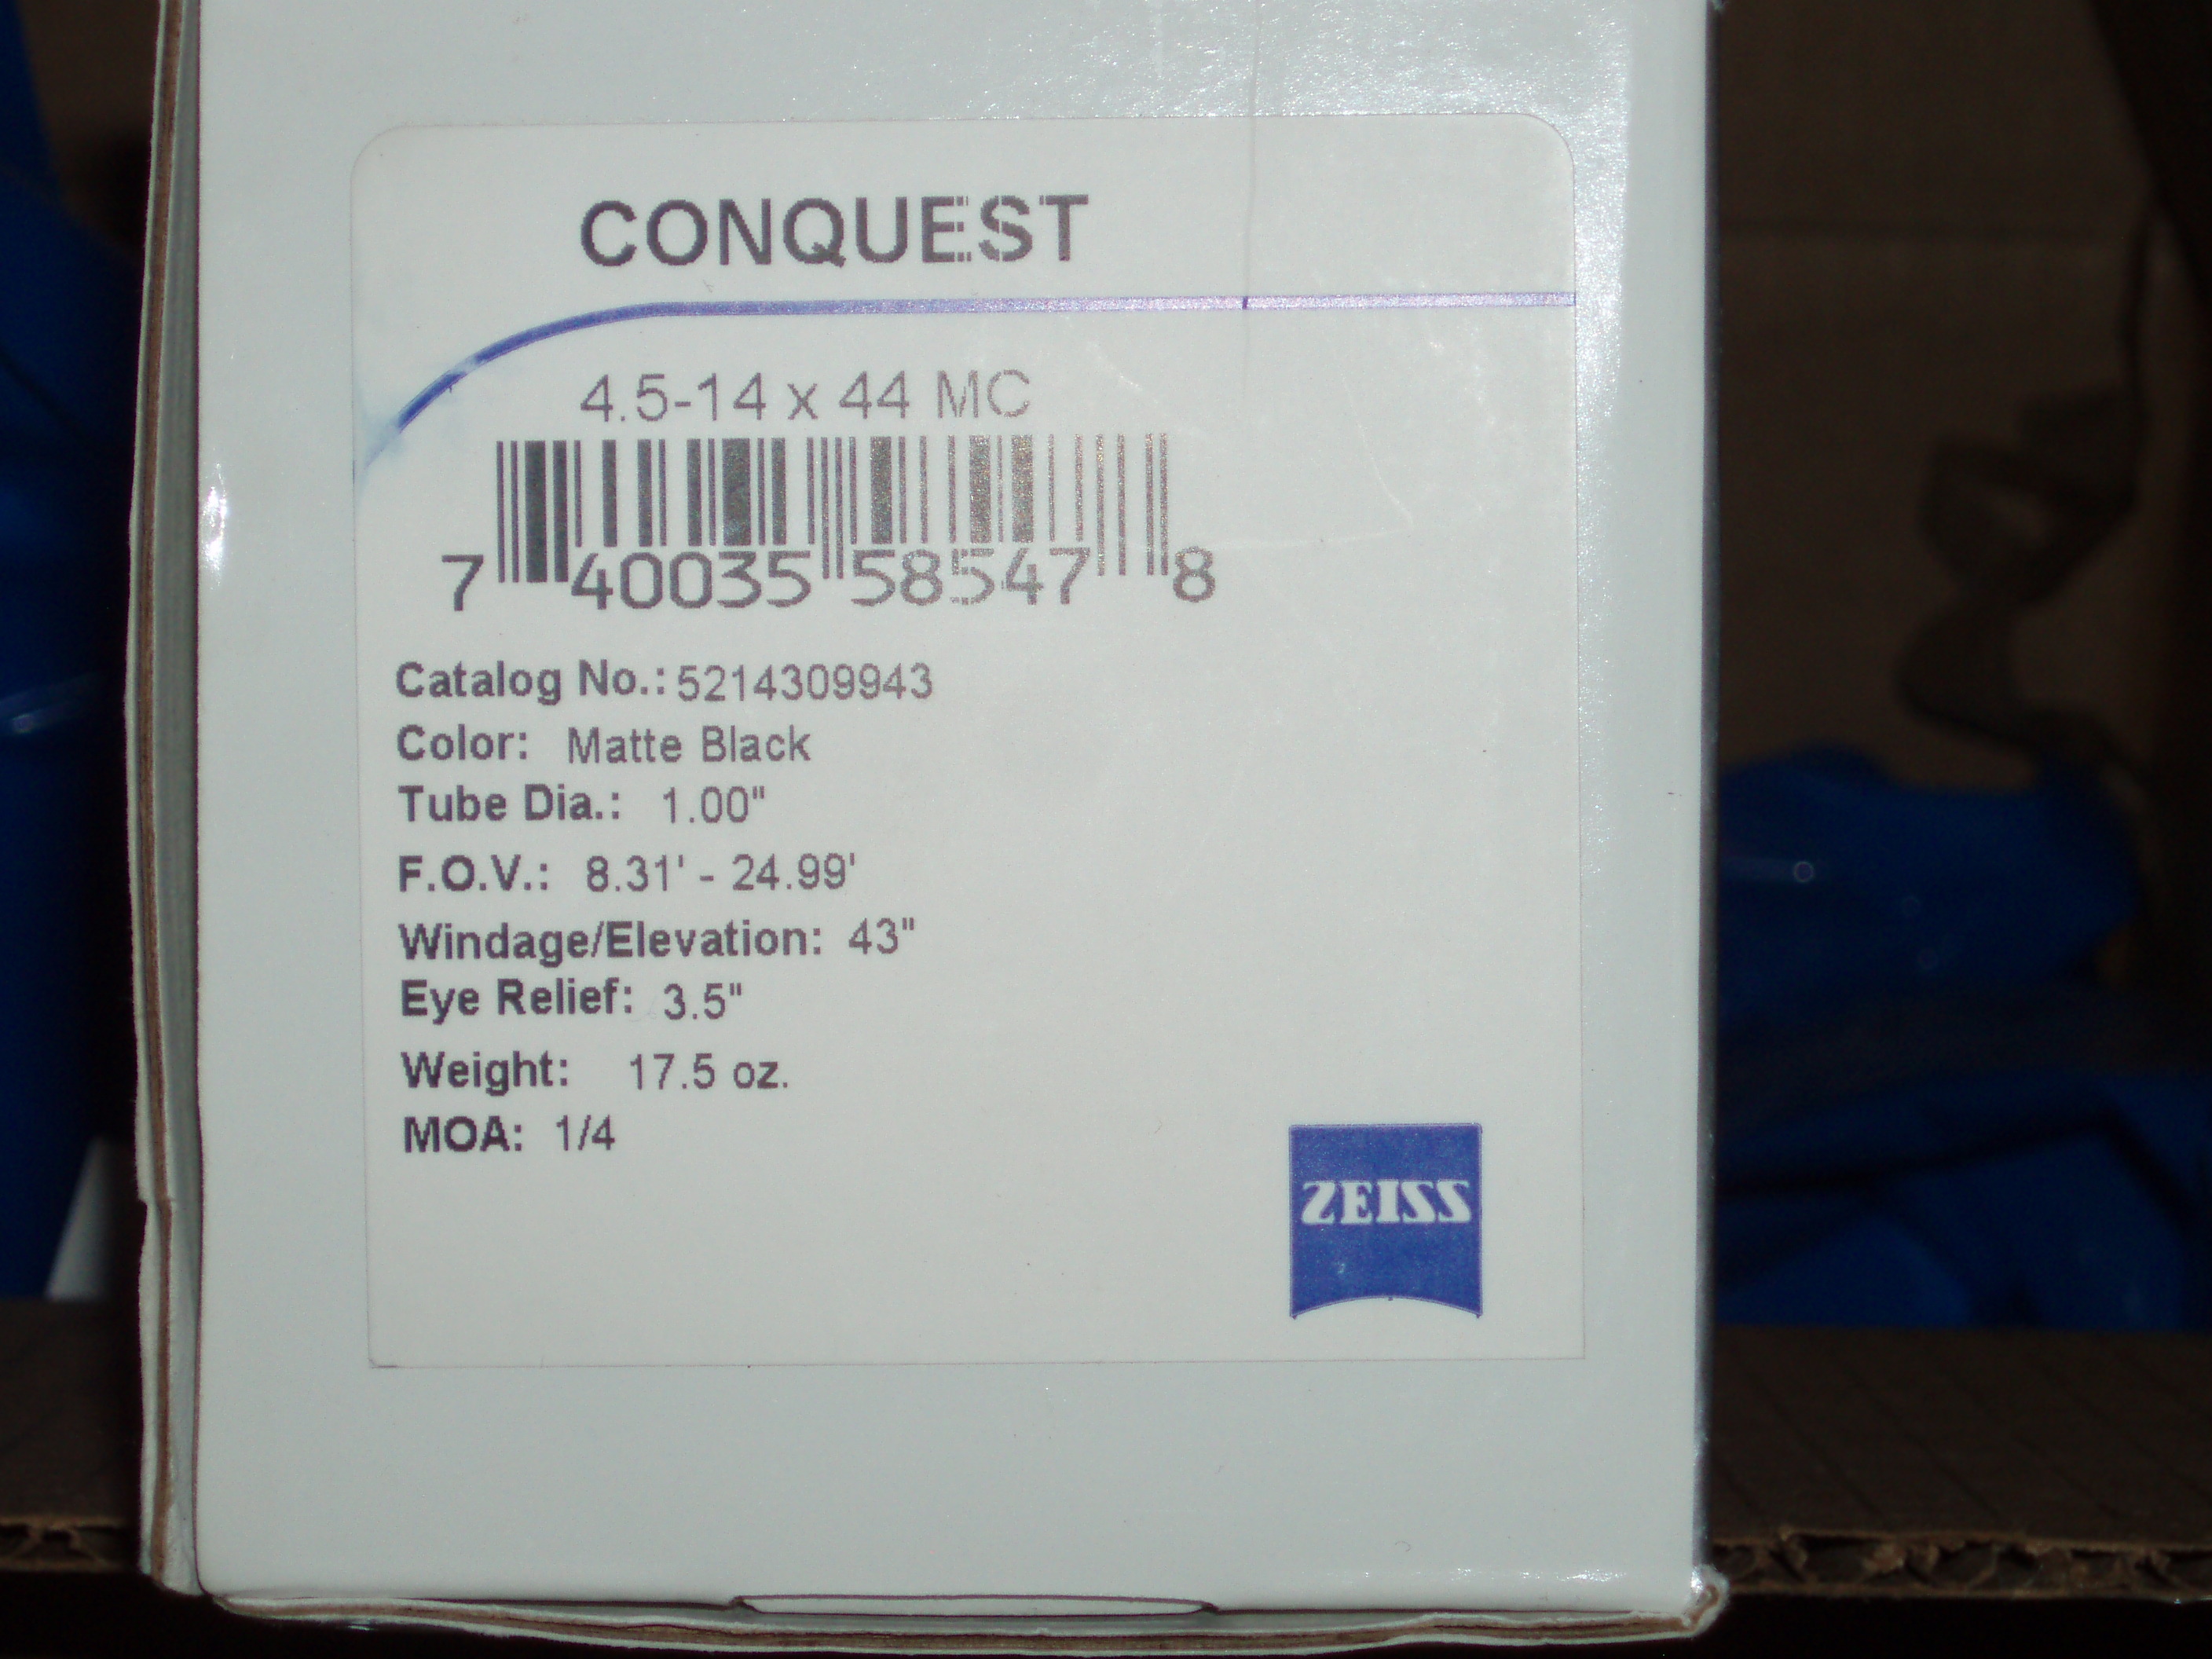 CONQUEST
4.5-14 x 44 MC
7 40035 58547 8
Catalog No.: 5214309943
Color: Matte Black
Tube Dia.: 1.00"
F.O.V.: 8.31' - 24.99'
Windage/Elevation: 43"
Eye Relief: 3.5"
Weight: 17.5 oz.
MOA: 1/4
ZEISS